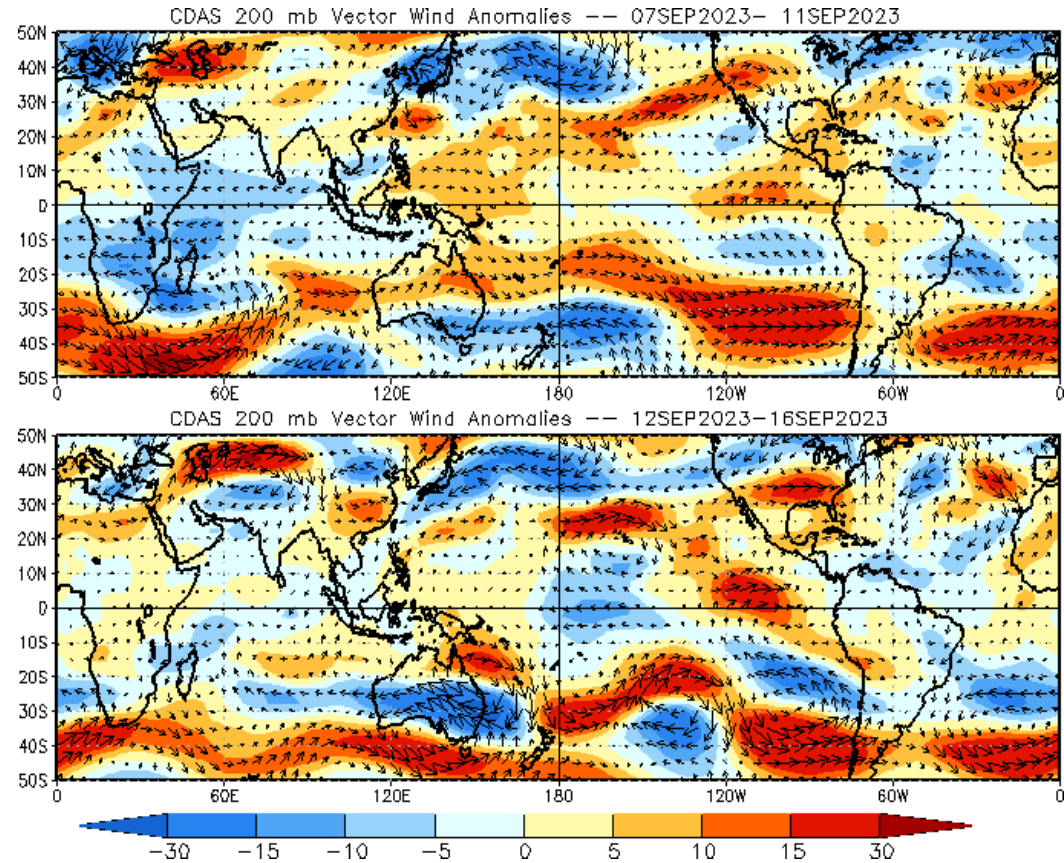 CDAS 200 mb Vector Wind Anomalies -- 07SEP2023- 11SEP2023
50N
40N
30N
20N
10N
0
10S
20S
30S
40S
50S
0 60E 120E 180 120W 60W 0
CDAS 200 mb Vector Wind Anomalies -- 12SEP2023-16SEP2023
50N
40N
30N
20N
10N
0
10S
20S
30S
40S
50S
0 60E 120E 180 120W 60W 0
-30 -15 -10 -5 0 5 10 15 30